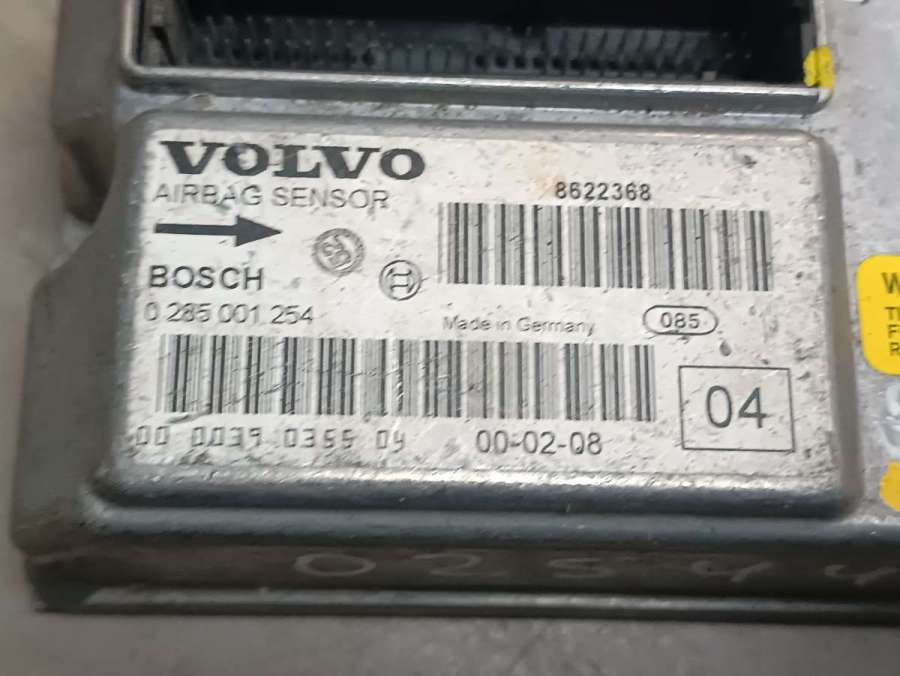 VOLVO
AIRBAG SENSOR
8622368
BOSCH
0 285 001 254
Made in Germany
085
04
00 0039 0355 04
00-02-08
W
T
F
R
0254